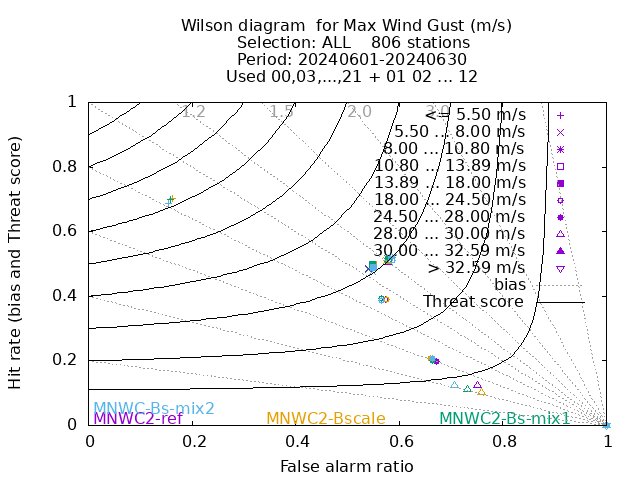 Wilson diagram  for Max Wind Gust (m/s)
Selection: ALL    806 stations
Period: 20240601-20240630
Used 00,03,...,21 + 01 02 ... 12
Hit rate (bias and Threat score)
1
0.8
0.6
0.4
0.2
0
1.2 1.5 2.0 3.0
<= 5.50 m/s
5.50 ... 8.00 m/s
8.00 ... 10.80 m/s
10.80 ... 13.89 m/s
13.89 ... 18.00 m/s
18.00 ... 24.50 m/s
24.50 ... 28.00 m/s
28.00 ... 30.00 m/s
30.00 ... 32.59 m/s
> 32.59 m/s
bias
Threat score
MNWC-Bs-mix2
MNWC2-ref MNWC2-Bscale MNWC2-Bs-mix1
0 0.2 0.4 0.6 0.8 1
False alarm ratio